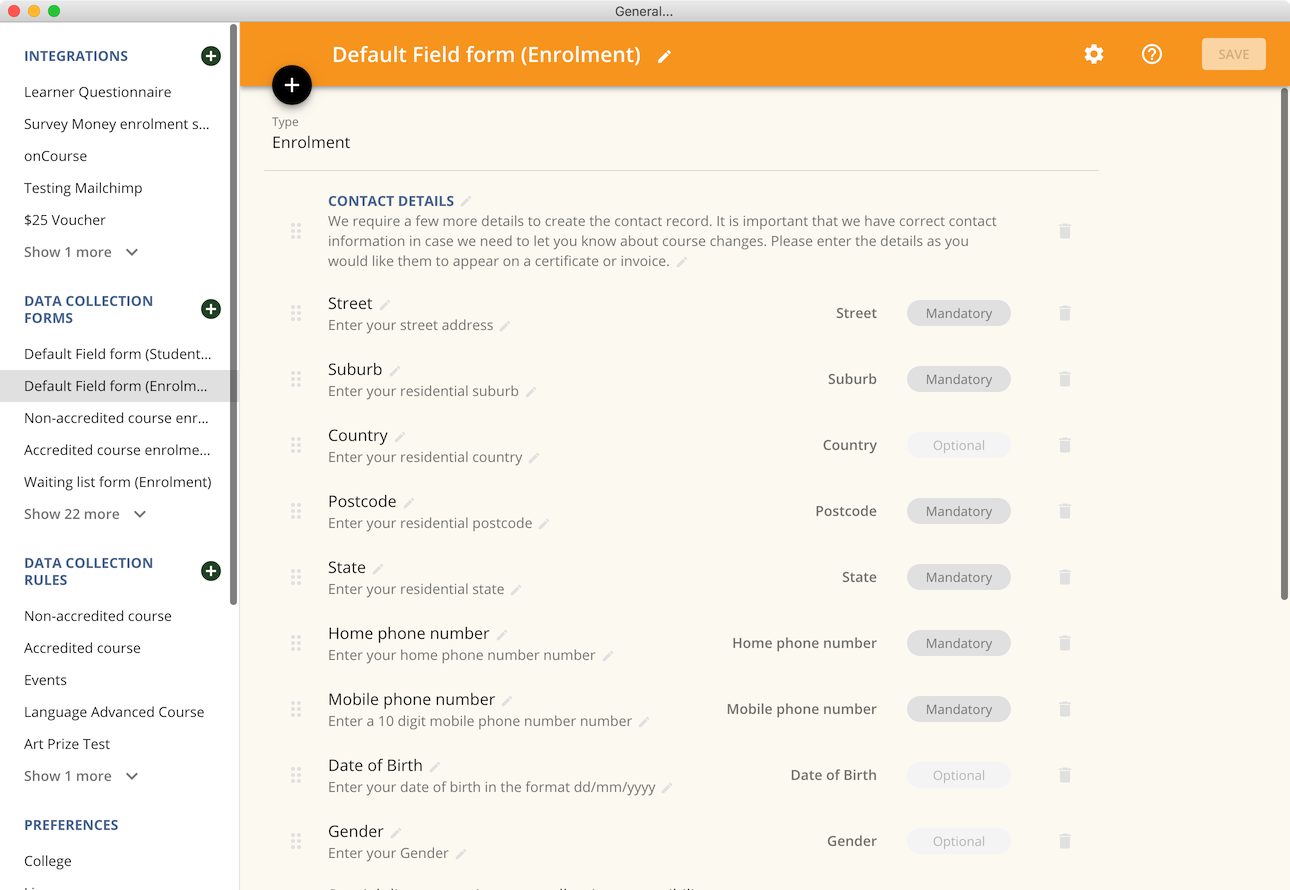 General...
INTEGRATIONS
Learner Questionnaire
Survey Money enrolment s...
onCourse
Testing Mailchimp
$25 Voucher
Show 1 more
DATA COLLECTION
FORMS
Default Field form (Student...
Default Field form (Enrolm...
Non-accredited course enr...
Accredited course enrolme...
Waiting list form (Enrolment)
Show 22 more
DATA COLLECTION
RULES
Non-accredited course
Accredited course
Events
Language Advanced Course
Art Prize Test
Show 1 more
PREFERENCES
College
Default Field form (Enrolment)
SAVE
Type
Enrolment
CONTACT DETAILS
We require a few more details to create the contact record. It is important that we have correct contact
information in case we need to let you know about course changes. Please enter the details as you
would like them to appear on a certificate or invoice.
Street
Enter your street address
Street Mandatory
Suburb
Enter your residential suburb
Suburb Mandatory
Country
Enter your residential country
Country Optional
Postcode
Enter your residential postcode
Postcode Mandatory
State
Enter your residential state
State Mandatory
Home phone number
Enter your home phone number number
Home phone number Mandatory
Mobile phone number
Enter a 10 digit mobile phone number number
Mobile phone number Mandatory
Date of Birth
Enter your date of birth in the format dd/mm/yyyy
Date of Birth Optional
Gender
Enter your Gender
Gender Optional